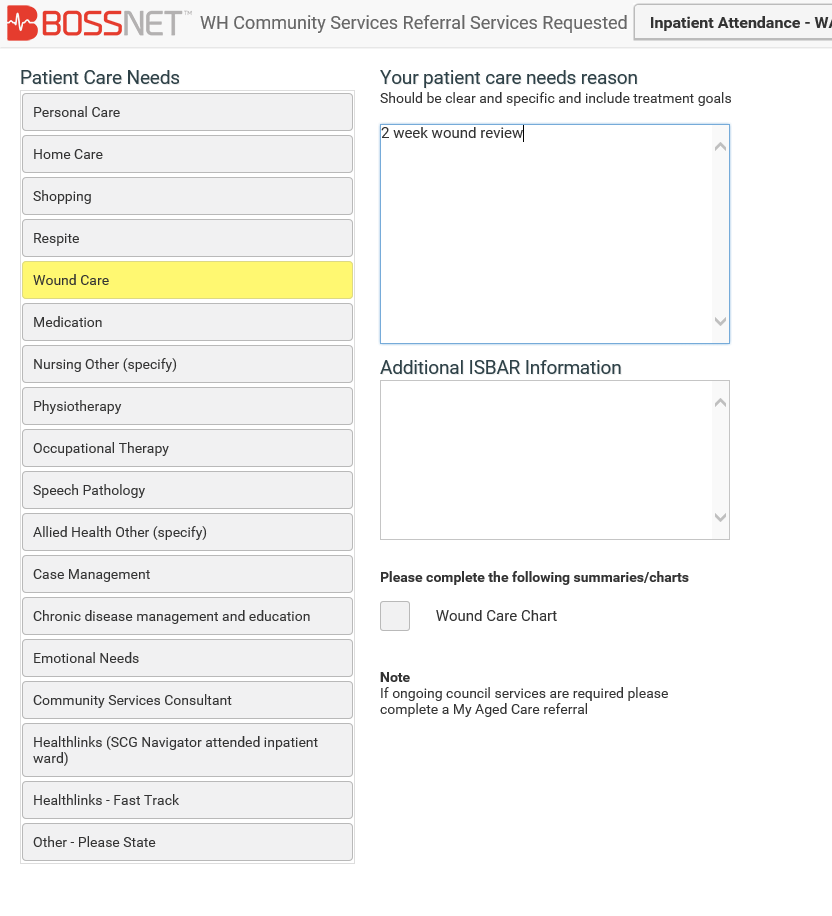 BOSSNET™ WH Community Services Referral Services Requested Inpatient Attendance - WA
Patient Care Needs
Personal Care
Home Care
Shopping
Respite
Wound Care
Medication
Nursing Other (specify)
Physiotherapy
Occupational Therapy
Speech Pathology
Allied Health Other (specify)
Case Management
Chronic disease management and education
Emotional Needs
Community Services Consultant
Healthlinks (SCG Navigator attended inpatient
ward)
Healthlinks - Fast Track
Other - Please State
Your patient care needs reason
Should be clear and specific and include treatment goals
2 week wound review
Additional ISBAR Information
Please complete the following summaries/charts
Wound Care Chart
Note
If ongoing council services are required please
complete a My Aged Care referral